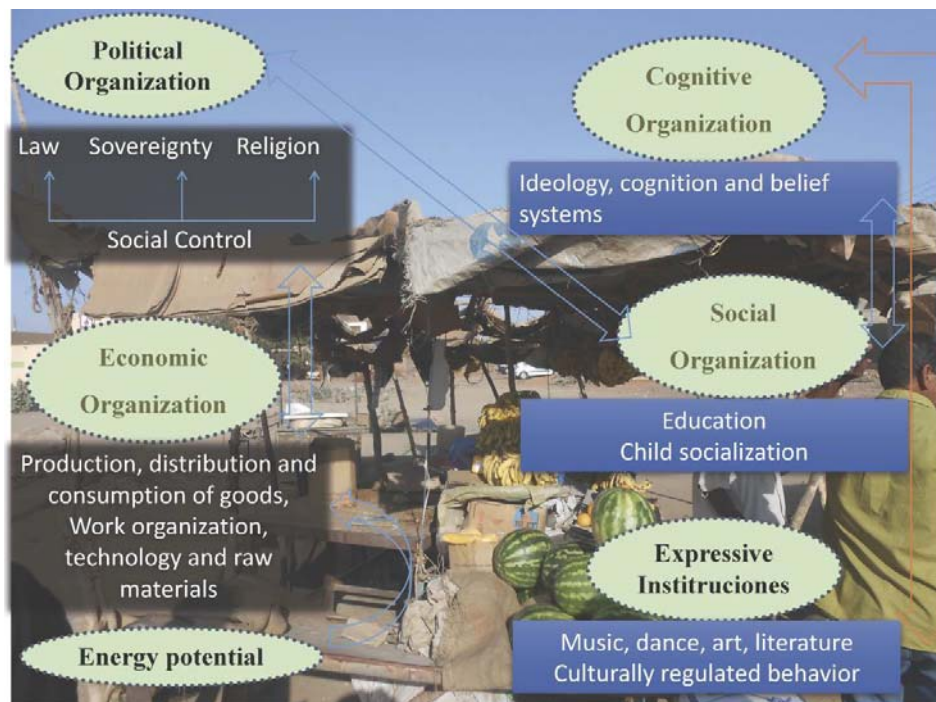 Political
Organization
Law Sovereignty Religion
Social Control
Economic
Organization
Production, distribution and
consumption of goods,
Work organization,
technology and raw
materials
Energy potential
Cognitive
Organization
Ideology, cognition and belief
systems
Social
Organization
Education
Child socialization
Expressive
Institruciones
Music, dance, art, literature
Culturally regulated behavior